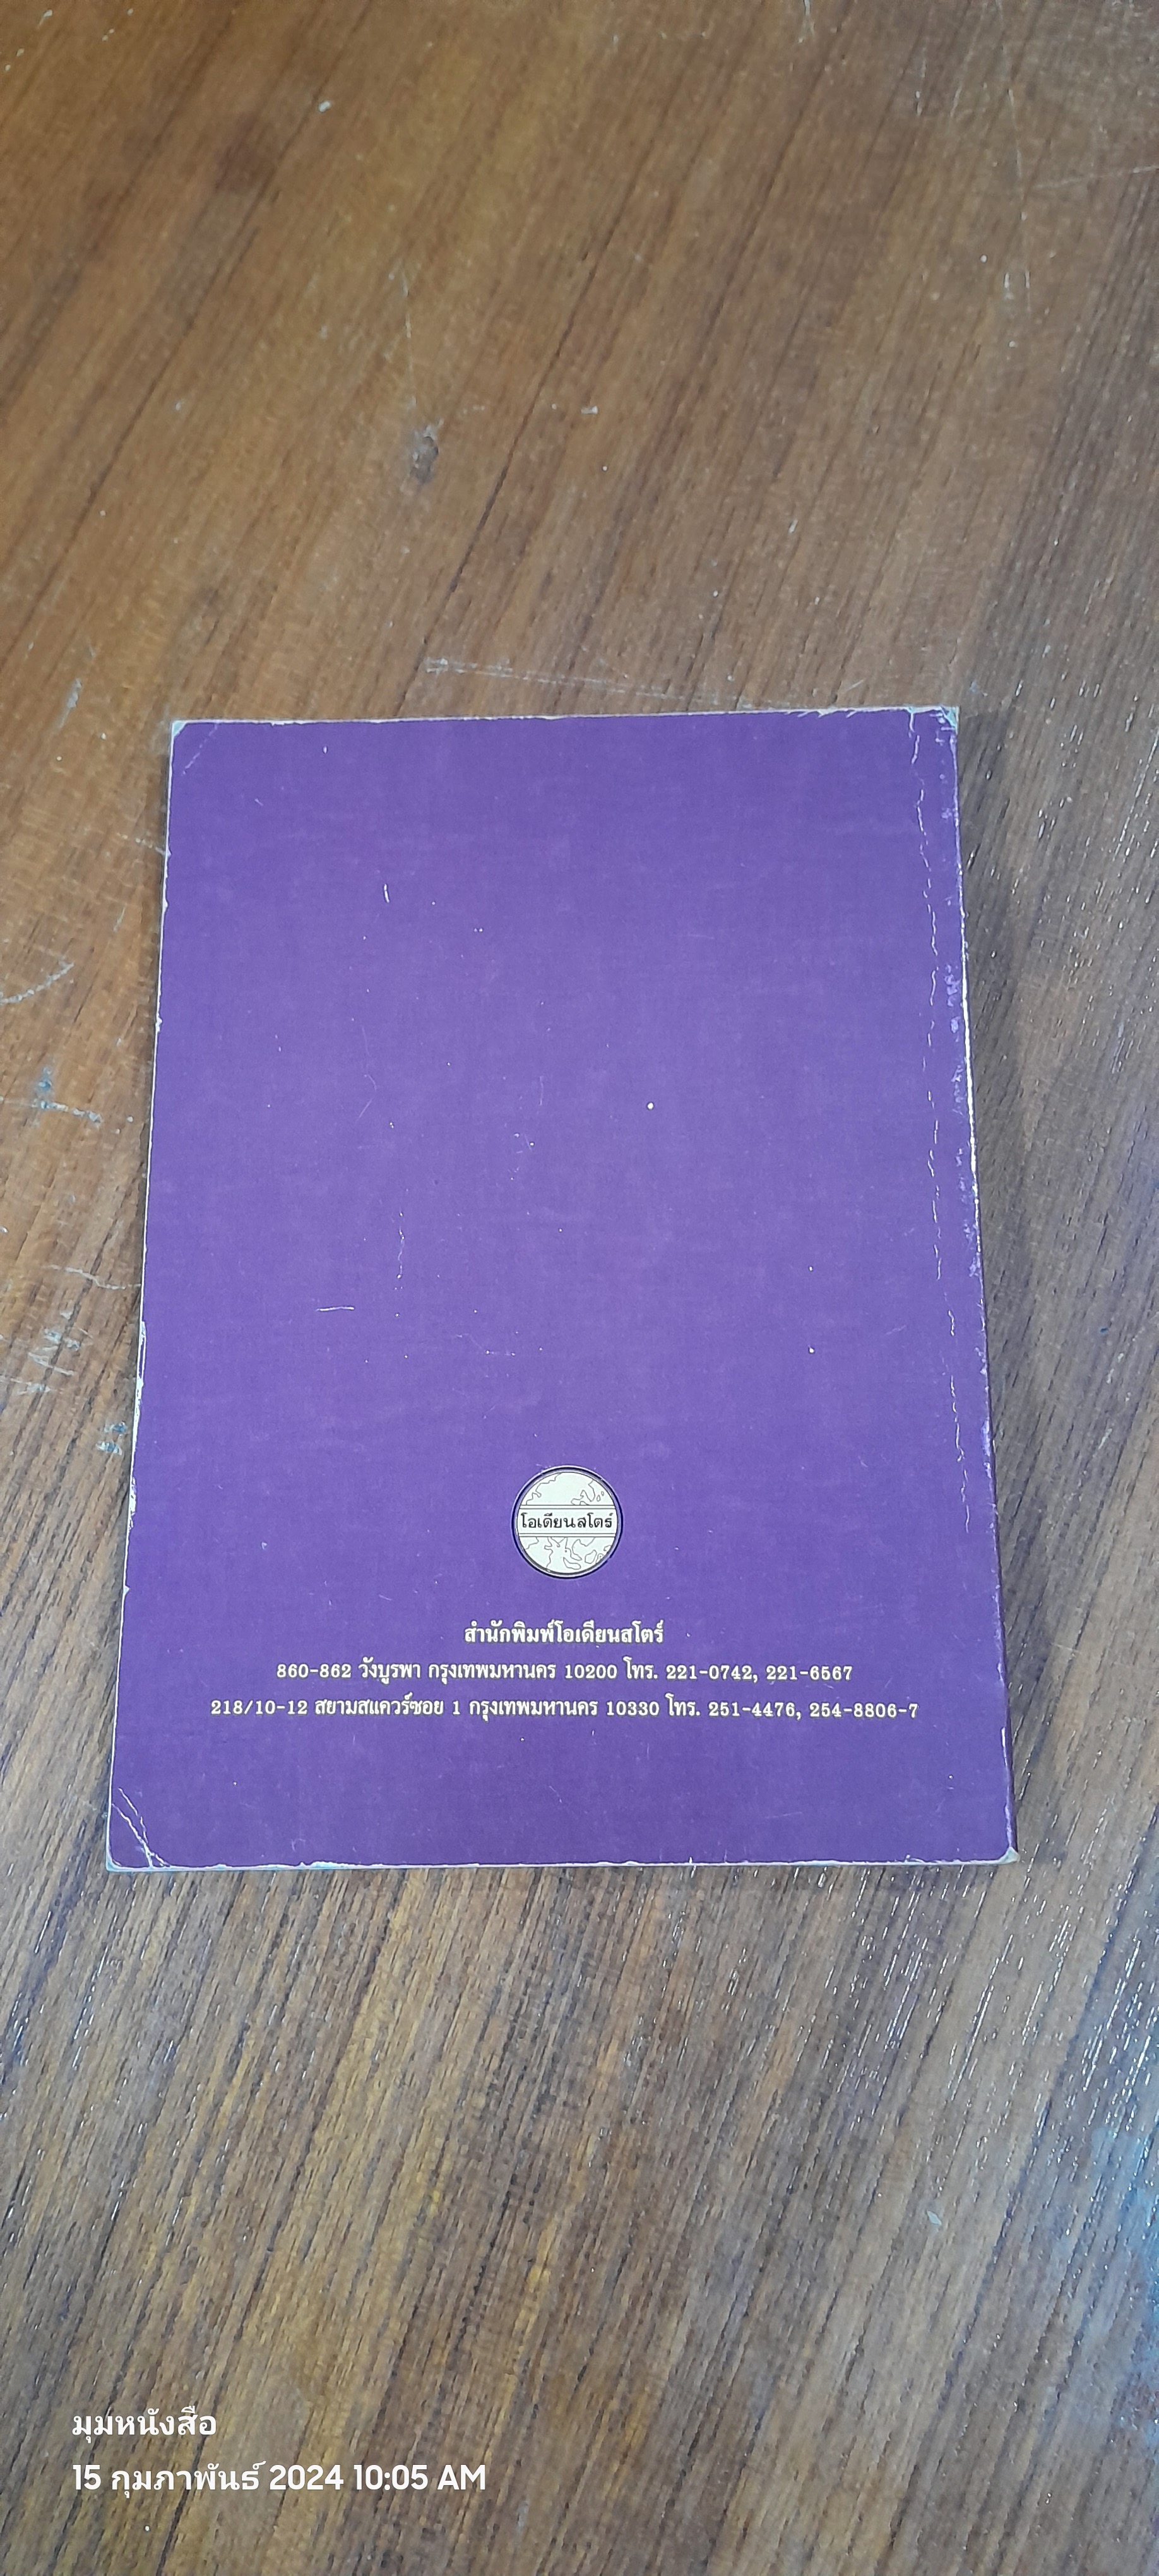 โอเดียนสโตร์
สำนักพิมพ์โอเดียนสโตร์
860-862 วังบูรพา กรุงเทพมหานคร 10200 โทร. 221-0742, 221-6567
218/10-12 สยามสแควร์ซอย 1 กรุงเทพมหานคร 10330 โทร. 251-4476, 254-8806-7
มุมหนังสือ
15 กุมภาพันธ์ 2024 10:05 AM